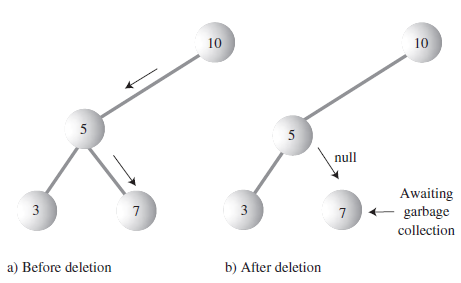 10
5
3
7
a) Before deletion
10
5
null
3
7
Awaiting
garbage
collection
b) After deletion